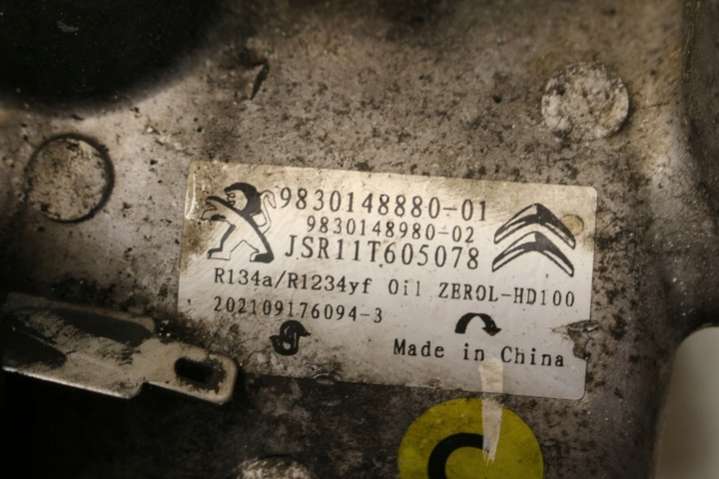 9830148880-01
9830148980-02
JSR11T605078
R134a/R1234yf Oil ZEROL-HD100
202109176094-3
Made in China